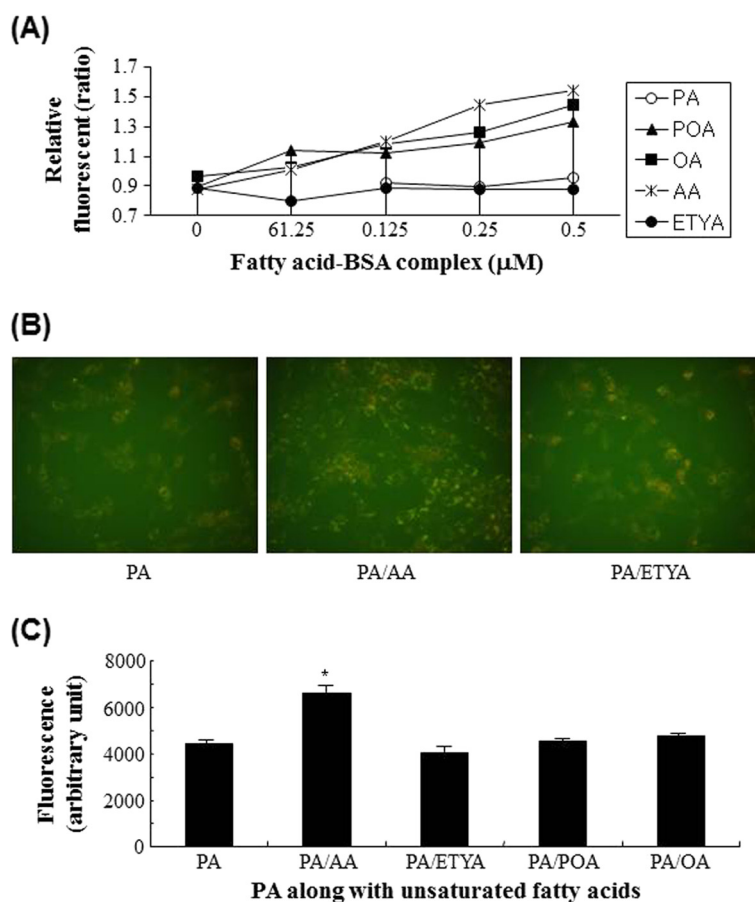 (A)
Relative
fluorescent (ratio)
1.7
1.5
1.3
1.1
0.9
0.7
0 61.25 0.125 0.25 0.5
Fatty acid-BSA complex (μM)
PA
POA
OA
AA
ETYA
(B)
PA PA/AA PA/ETYA
(C)
Fluorescence
(arbitrary unit)
8000
6000
4000
2000
0
*
PA PA/AA PA/ETYA PA/POA PA/OA
PA along with unsaturated fatty acids